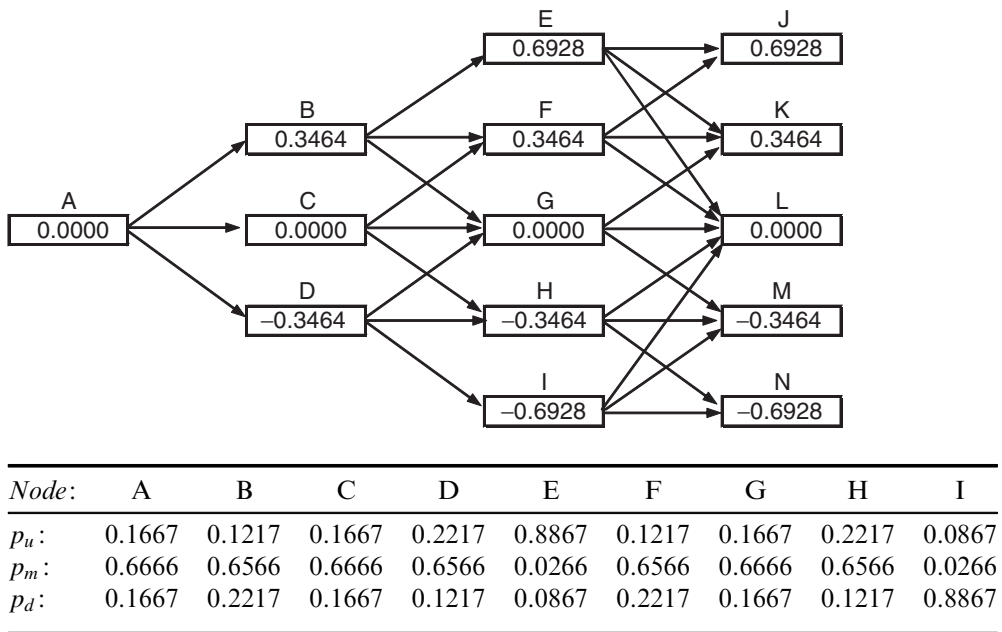 E J
0.6928 0.6928
B F K
0.3464 0.3464 0.3464
A C G L
0.0000 0.0000 0.0000 0.0000
D H M
−0.3464 −0.3464 −0.3464
I N
−0.6928 −0.6928
Node: A B C D E F G H I
pu: 0.1667 0.1217 0.1667 0.2217 0.8867 0.1217 0.1667 0.2217 0.0867
pm: 0.6666 0.6566 0.6666 0.6566 0.0266 0.6566 0.6666 0.6566 0.0266
pd: 0.1667 0.2217 0.1667 0.1217 0.0867 0.2217 0.1667 0.1217 0.8867